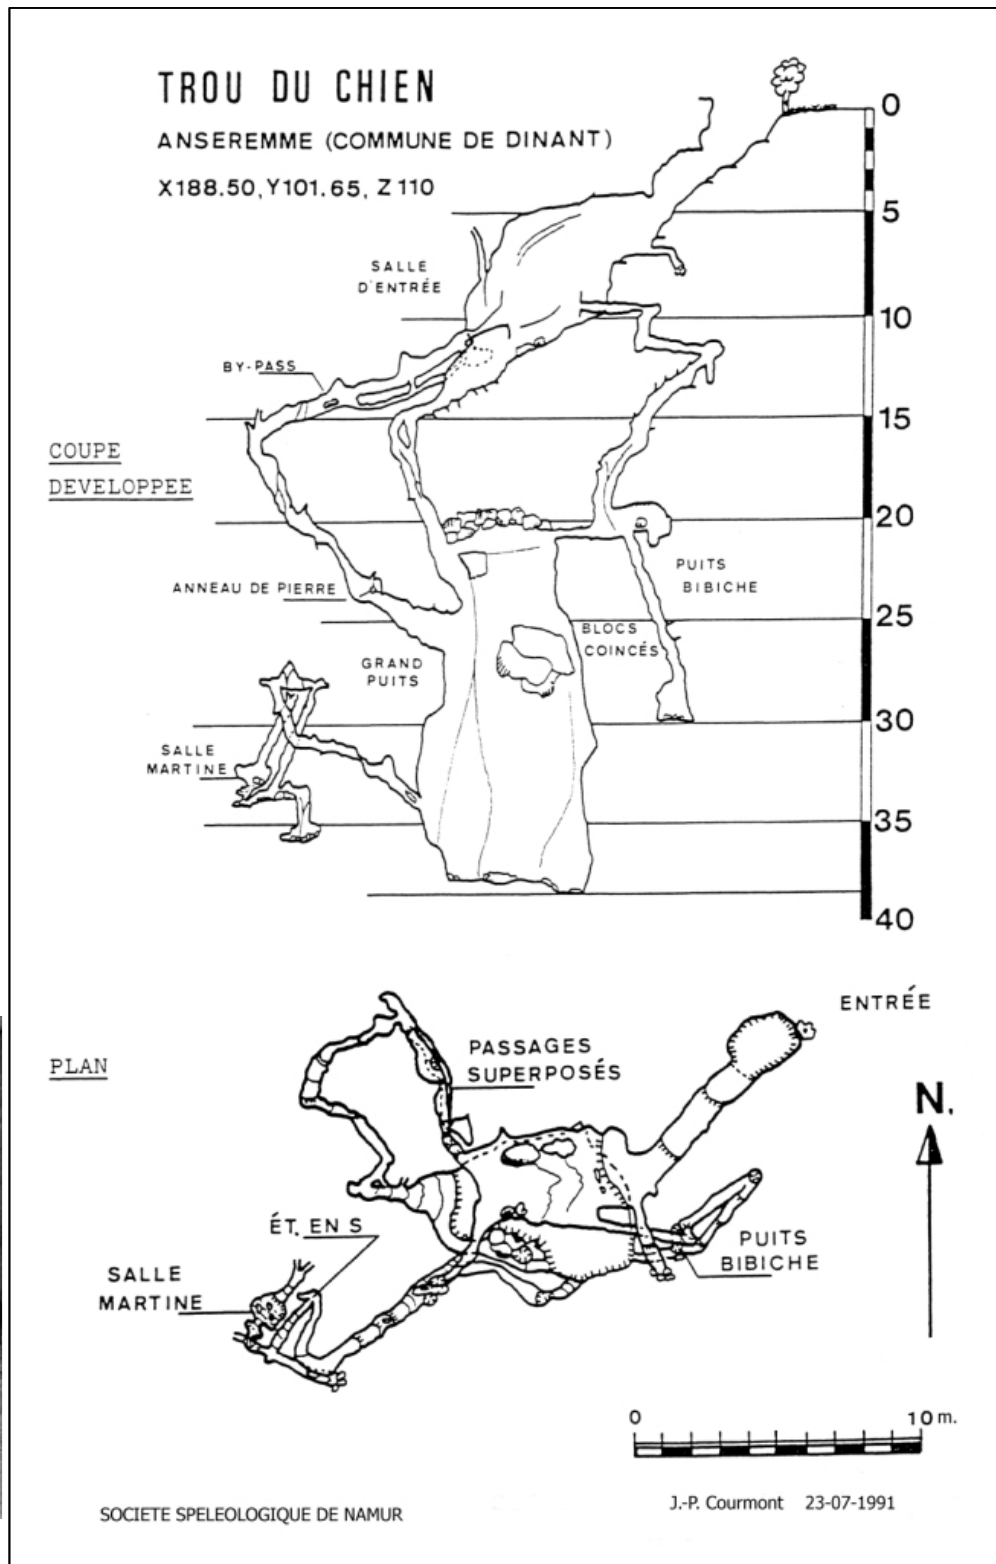 TROU DU CHIEN
ANSEREMME (COMMUNE DE DINANT)
X188.50, Y101.65, Z110
0
5
SALLE
D'ENTRÉE
10
BY-PASS
15
COUPE
DEVELOPPEE
20
PUITS
BIBICHE
ANNEAU DE PIERRE
25
BLOCS
COINCÉS
GRAND
PUITS
30
SALLE
MARTINE
35
40
ENTRÉE
PLAN
PASSAGES
SUPERPOSÉS
N.
ÉT. EN S
PUITS
BIBICHE
SALLE
MARTINE
0 10 m.
SOCIETE SPELEOLOGIQUE DE NAMUR
J.-P. Courmont 23-07-1991